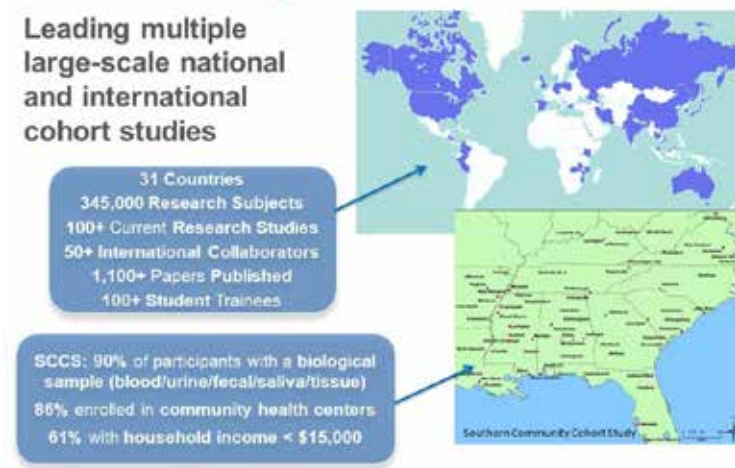 Leading multiple
large-scale national
and international
cohort studies
31 Countries
345,000 Research Subjects
100+ Current Research Studies
50+ International Collaborators
1,100+ Papers Published
100+ Student Trainees
SCCS: 90% of participants with a biological
sample (blood/urine/fecal/saliva/tissue)
86% enrolled in community health centers
61% with household income < $15,000
Southern Community Cohort Study